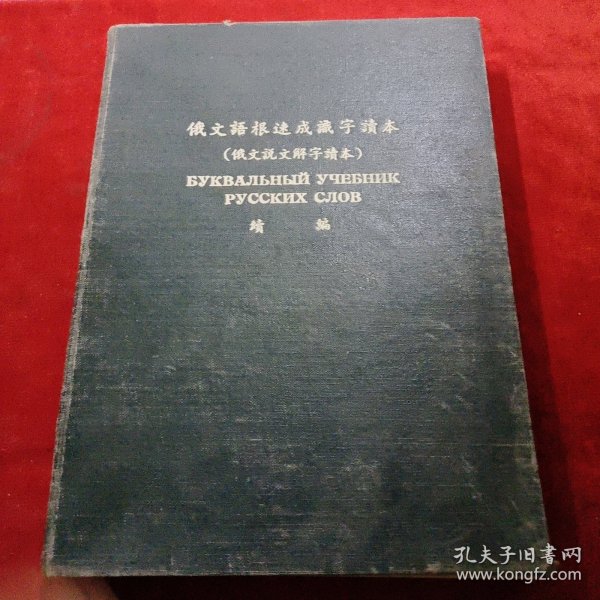 俄文語根速成識字讀本
(俄文說文解字讀本)
БУКВАЛЬНЫЙ УЧЕБНИК
РУССКИХ СЛОВ
續 編
孔夫子旧書网
www.kongfz.com